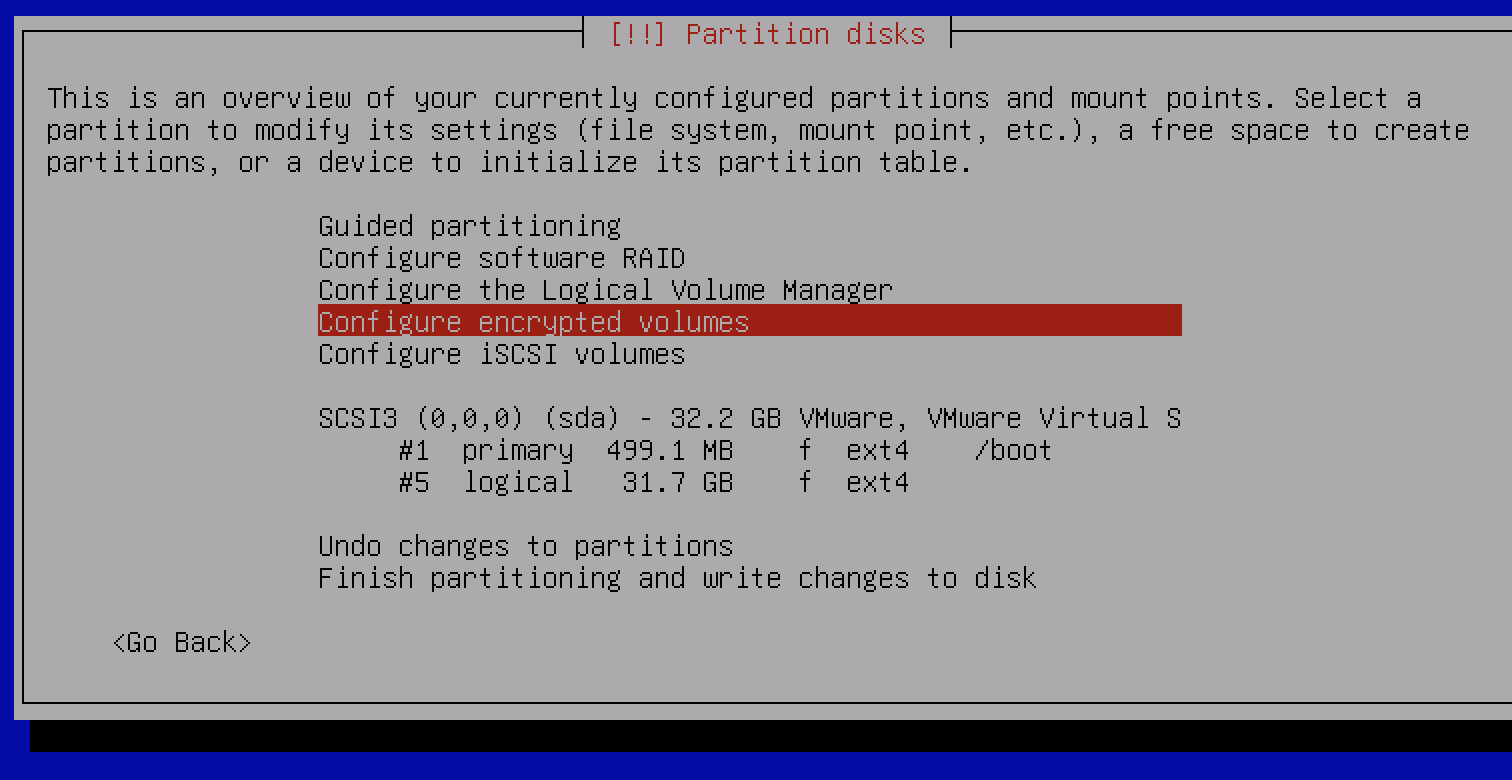 [!!] Partition disks
This is an overview of your currently configured partitions and mount points. Select a
partition to modify its settings (file system, mount point, etc.), a free space to create
partitions, or a device to initialize its partition table.
Guided partitioning
Configure software RAID
Configure the Logical Volume Manager
Configure encrypted volumes
Configure iSCSI volumes
SCSI3 (0,0,0) (sda) - 32.2 GB VMware, VMware Virtual S
#1 primary 499.1 MB f ext4 /boot
#5 logical 31.7 GB f ext4
Undo changes to partitions
Finish partitioning and write changes to disk
<Go Back>